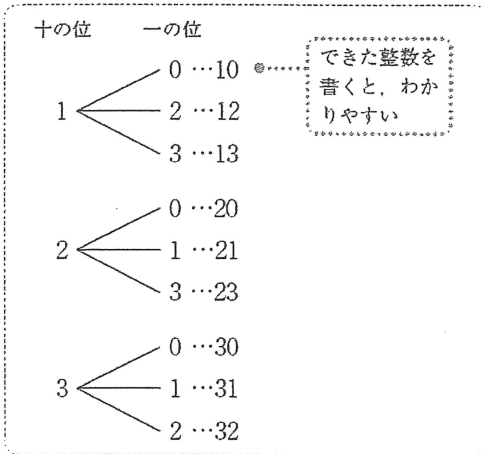 十の位 一の位
0 …10
1 2 …12
3 …13
できた整数を
書くと，わか
りやすい
0 …20
2 1 …21
3 …23
0 …30
3 1 …31
2 …32